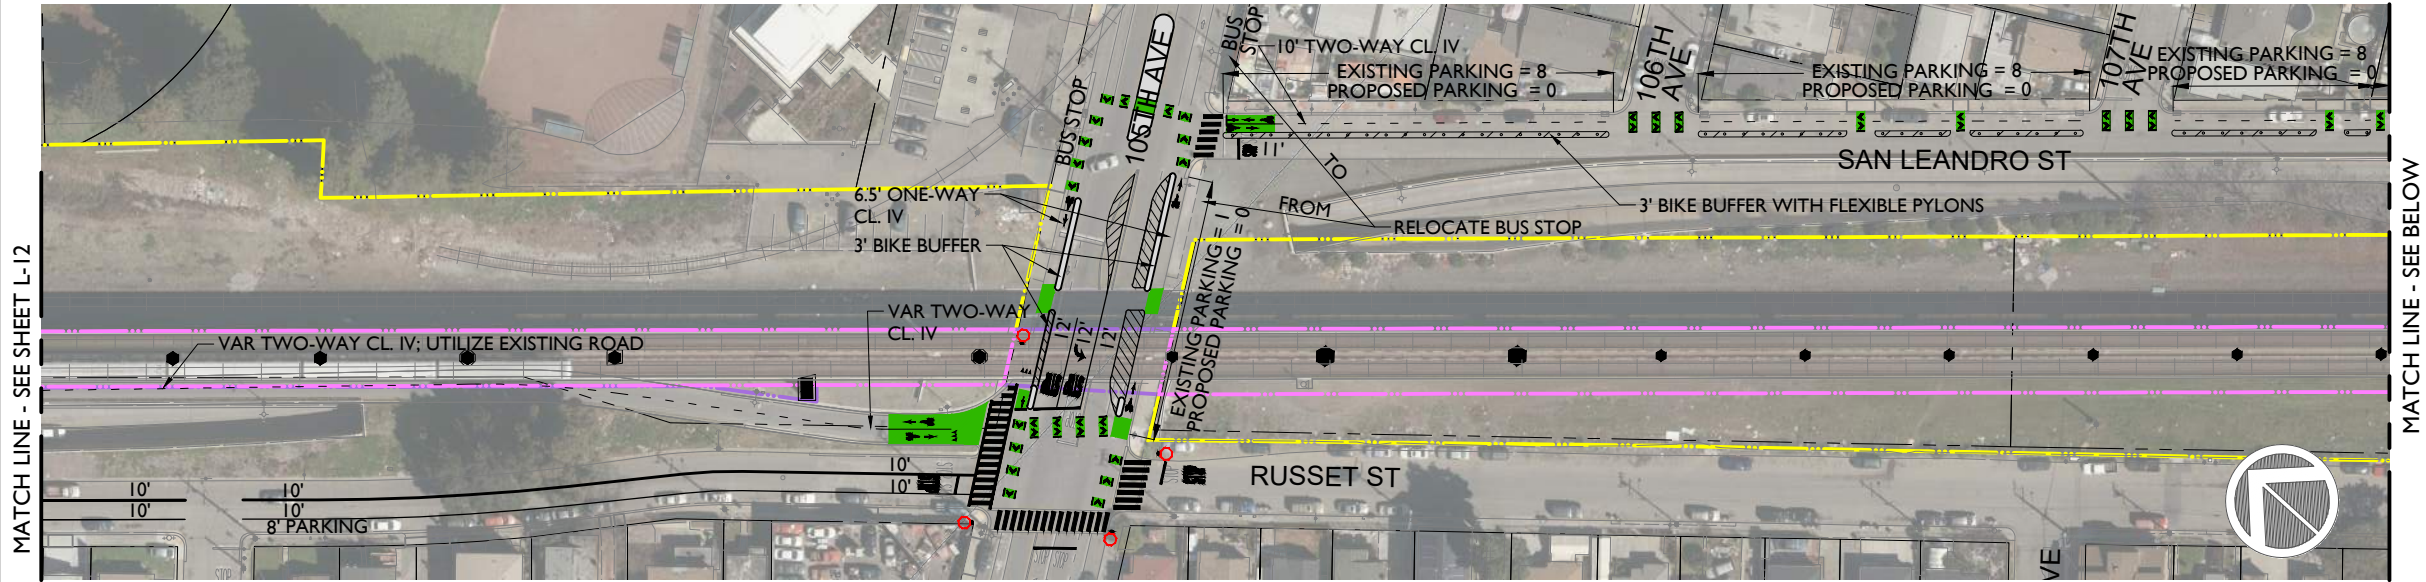 MATCH LINE - SEE SHEET L-12
BUS STOP
105TH AVE
BUS
STOP
10' TWO-WAY CL. IV
EXISTING PARKING = 8
PROPOSED PARKING = 0
106TH
AVE
EXISTING PARKING = 8
PROPOSED PARKING = 0
107TH
AVE
EXISTING PARKING = 8
PROPOSED PARKING = 0
11'
TO
FROM
SAN LEANDRO ST
6.5' ONE-WAY
CL. IV
3' BIKE BUFFER
3' BIKE BUFFER WITH FLEXIBLE PYLONS
RELOCATE BUS STOP
EXISTING PARKING = 1
PROPOSED PARKING = 0
VAR TWO-WAY
CL. IV
12'
12'
12'
VAR TWO-WAY CL. IV; UTILIZE EXISTING ROAD
10'
10'
10'
10'
10'
10'
8' PARKING
RUSSET ST
VE
MATCH LINE - SEE BELOW